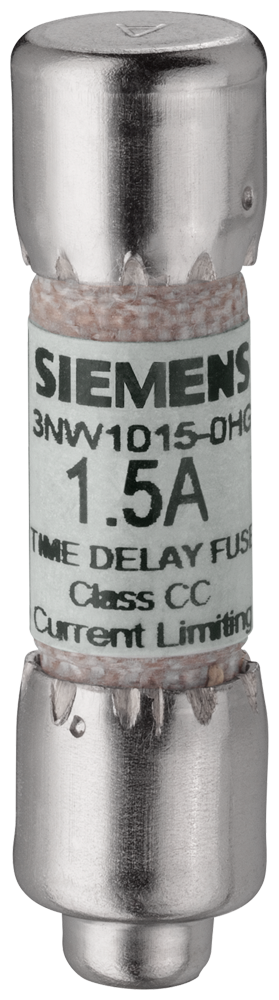 SIEMENS
3NW1015-0HG
1.5A
TIME DELAY FUSE
Class CC
Current Limiting